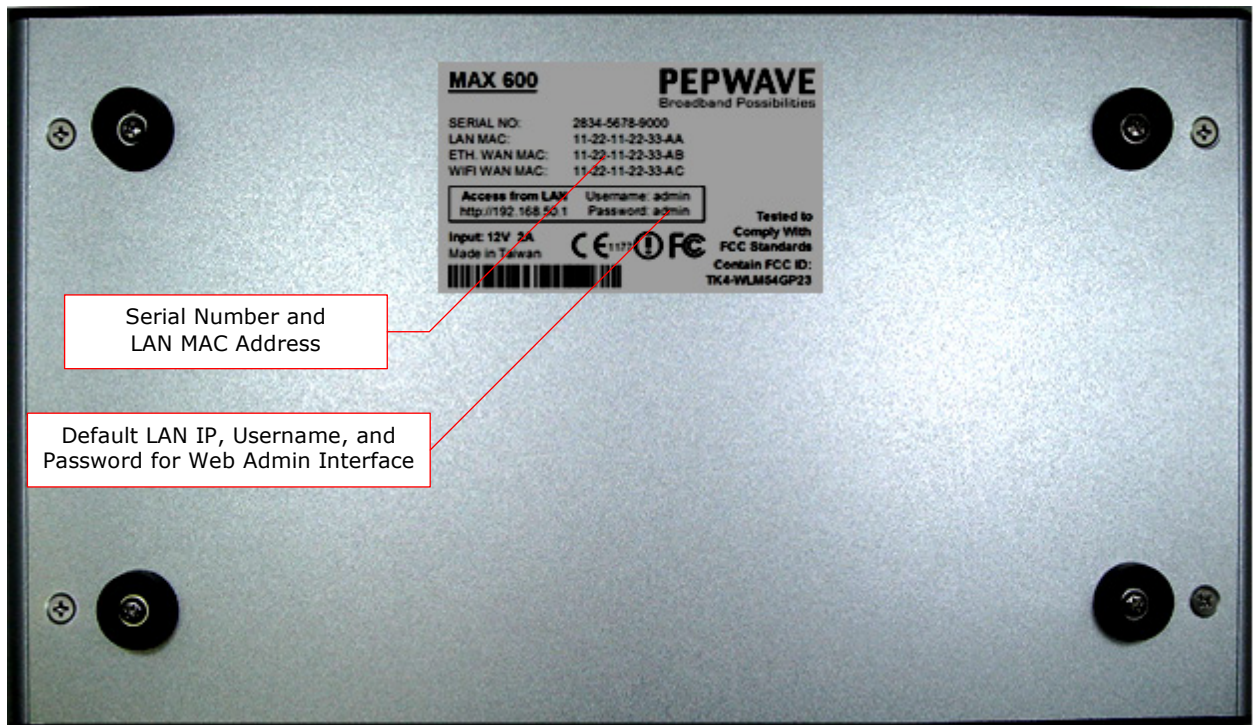 MAX 600
PEPWAVE
Broadband Possibilities
SERIAL NO: 2834-5678-9000
LAN MAC: 11-22-11-22-33-AA
ETH. WAN MAC: 11-22-11-22-33-AB
WIFI WAN MAC: 11-22-11-22-33-AC
Access from LAN Username: admin
http://192.168.50.1 Password: admin
Input: 12V 2A
Made in Taiwan
CE 1177 FC
Tested to
Comply With
FCC Standards
Contain FCC ID:
TK4-WLM54GP23
Serial Number and
LAN MAC Address
Default LAN IP, Username, and
Password for Web Admin Interface